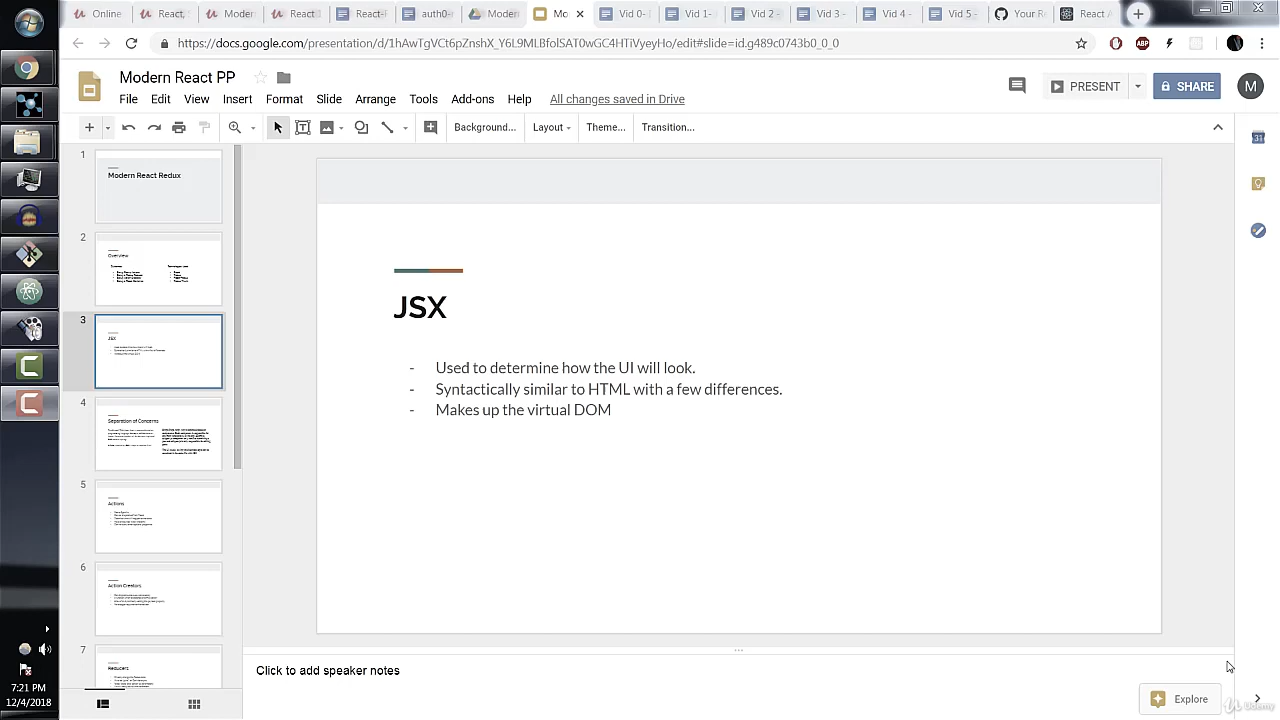 Online
React
Moder
React
React-F
auth0-
Modern
Mo
Vid 0-
Vid 1-
Vid 2 -
Vid 3 -
Vid 4 -
Vid 5
Your Re
React A
https://docs.google.com/presentation/d/1hAwTgVCt6pZnshX_Y6L9MLBfolSAT0wGC4HTiVyeyHo/edit#slide=id.g489c0743b0_0_0
ABP
Modern React PP
File Edit View Insert Format Slide Arrange Tools Add-ons Help All changes saved in Drive
PRESENT
SHARE
M
Background...
Layout
Theme...
Transition...
31
1
Modern React Redux
2
Overview
3
JSX
4
Separation of Concerns
5
Actions
6
Action Creators
7
Reducers
JSX
- Used to determine how the UI will look.
- Syntactically similar to HTML with a few differences.
- Makes up the virtual DOM
Click to add speaker notes
Explore
Udemy
7:21 PM
12/4/2018